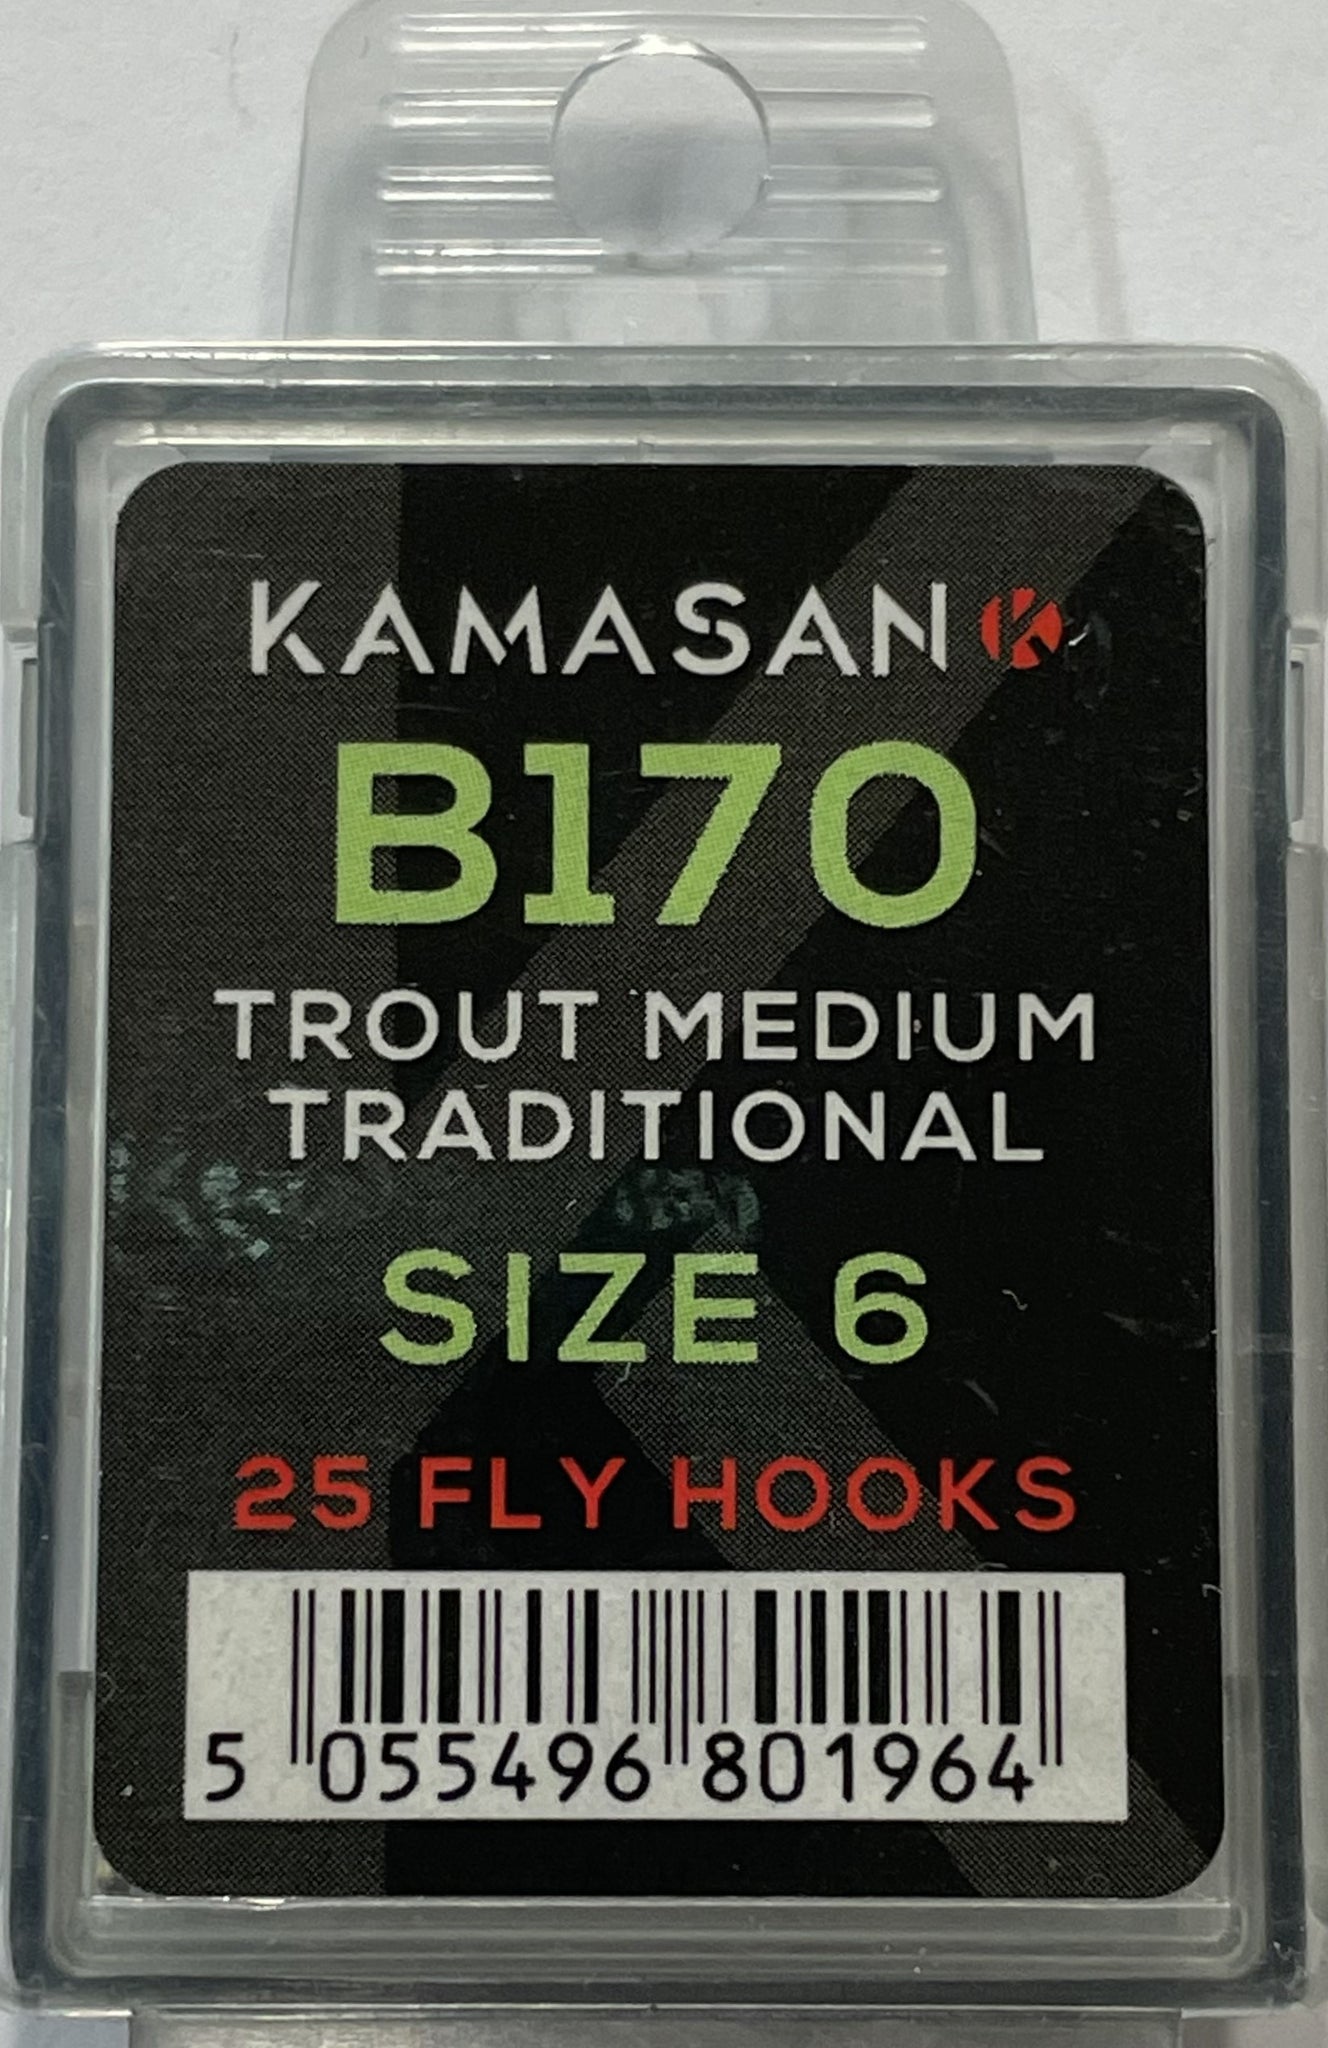 KAMASAN
B170
TROUT MEDIUM
TRADITIONAL
SIZE 6
25 FLY HOOKS
5 055496 801964